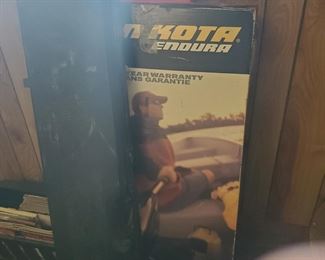 N KOTA
ENDURA
YEAR WARRANTY
ANS GARANTIE